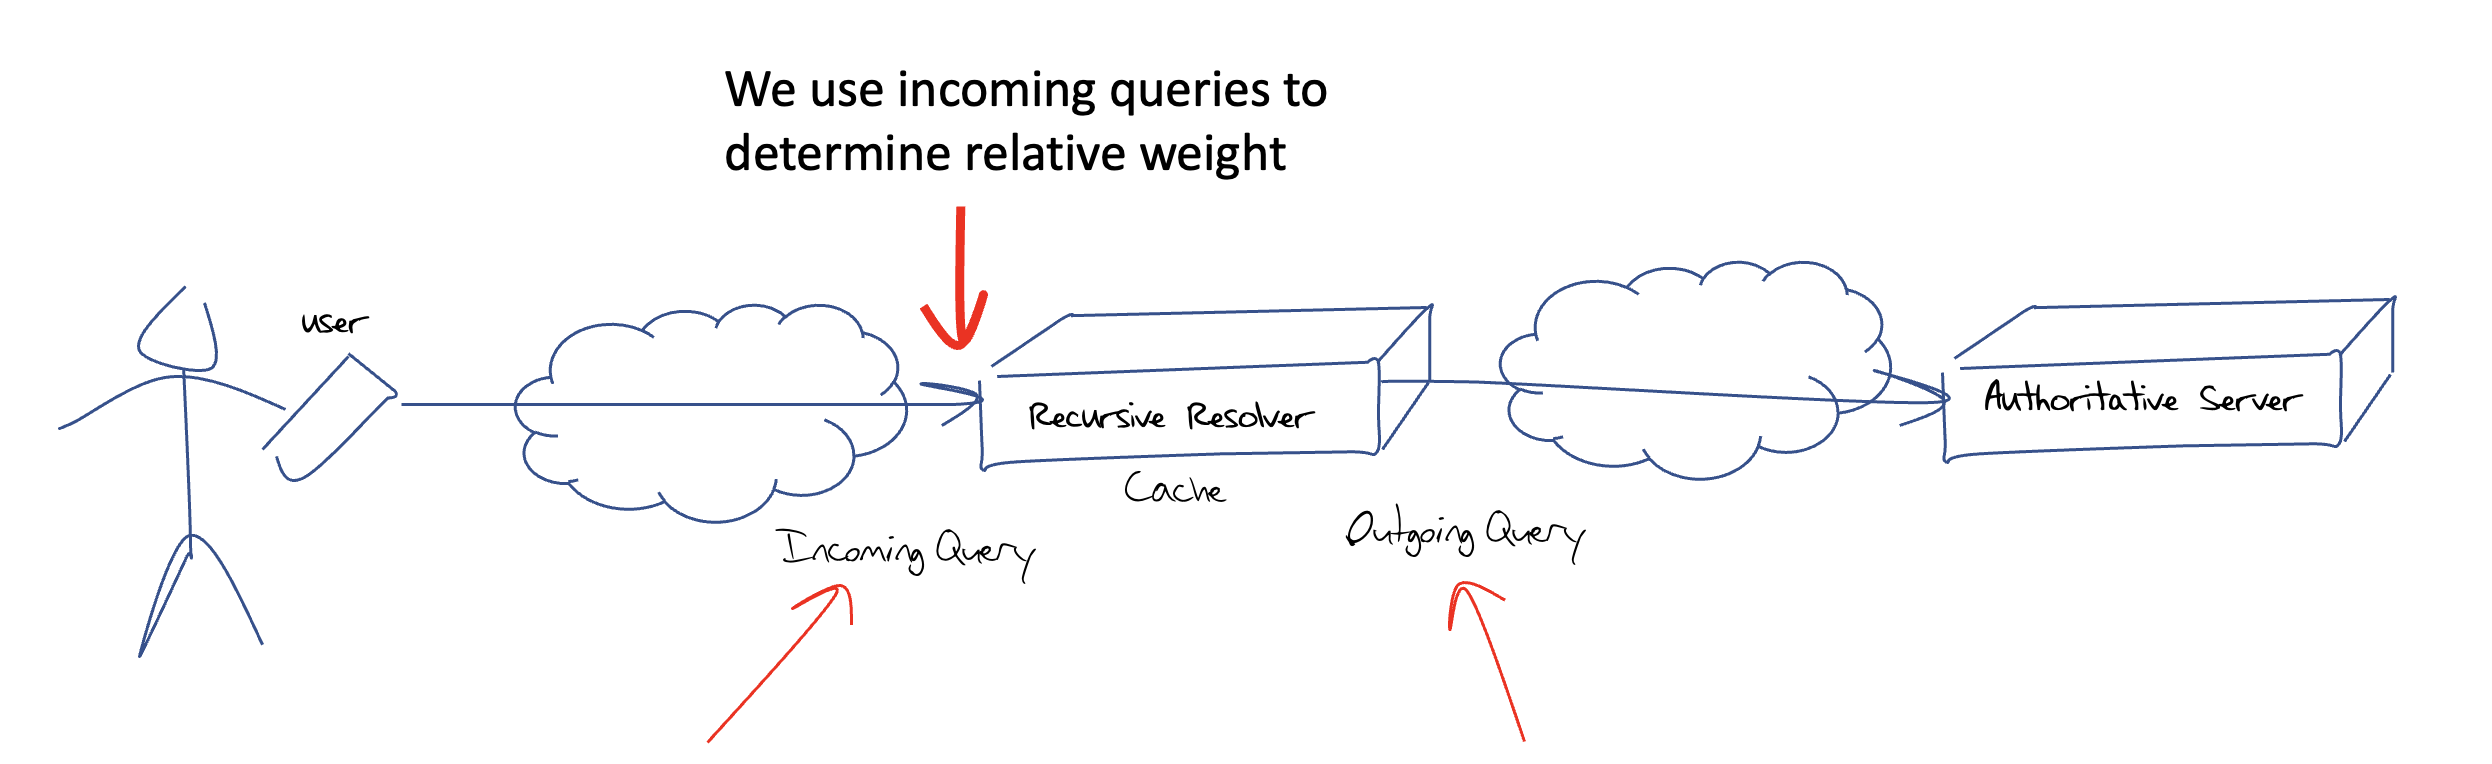 We use incoming queries to
determine relative weight
user
Recursive Resolver
Authoritative Server
Cache
Incoming Query
Outgoing Query